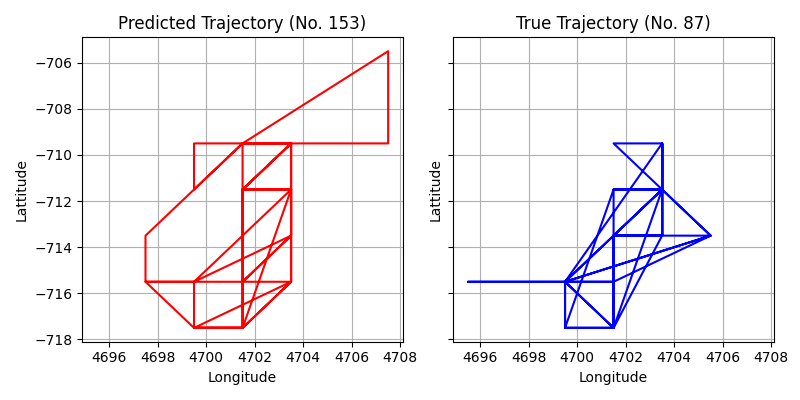 Predicted Trajectory (No. 153)
True Trajectory (No. 87)
Lattitude
−706
−708
−710
−712
−714
−716
−718
4696 4698 4700 4702 4704 4706 4708
Longitude
Lattitude
4696 4698 4700 4702 4704 4706 4708
Longitude